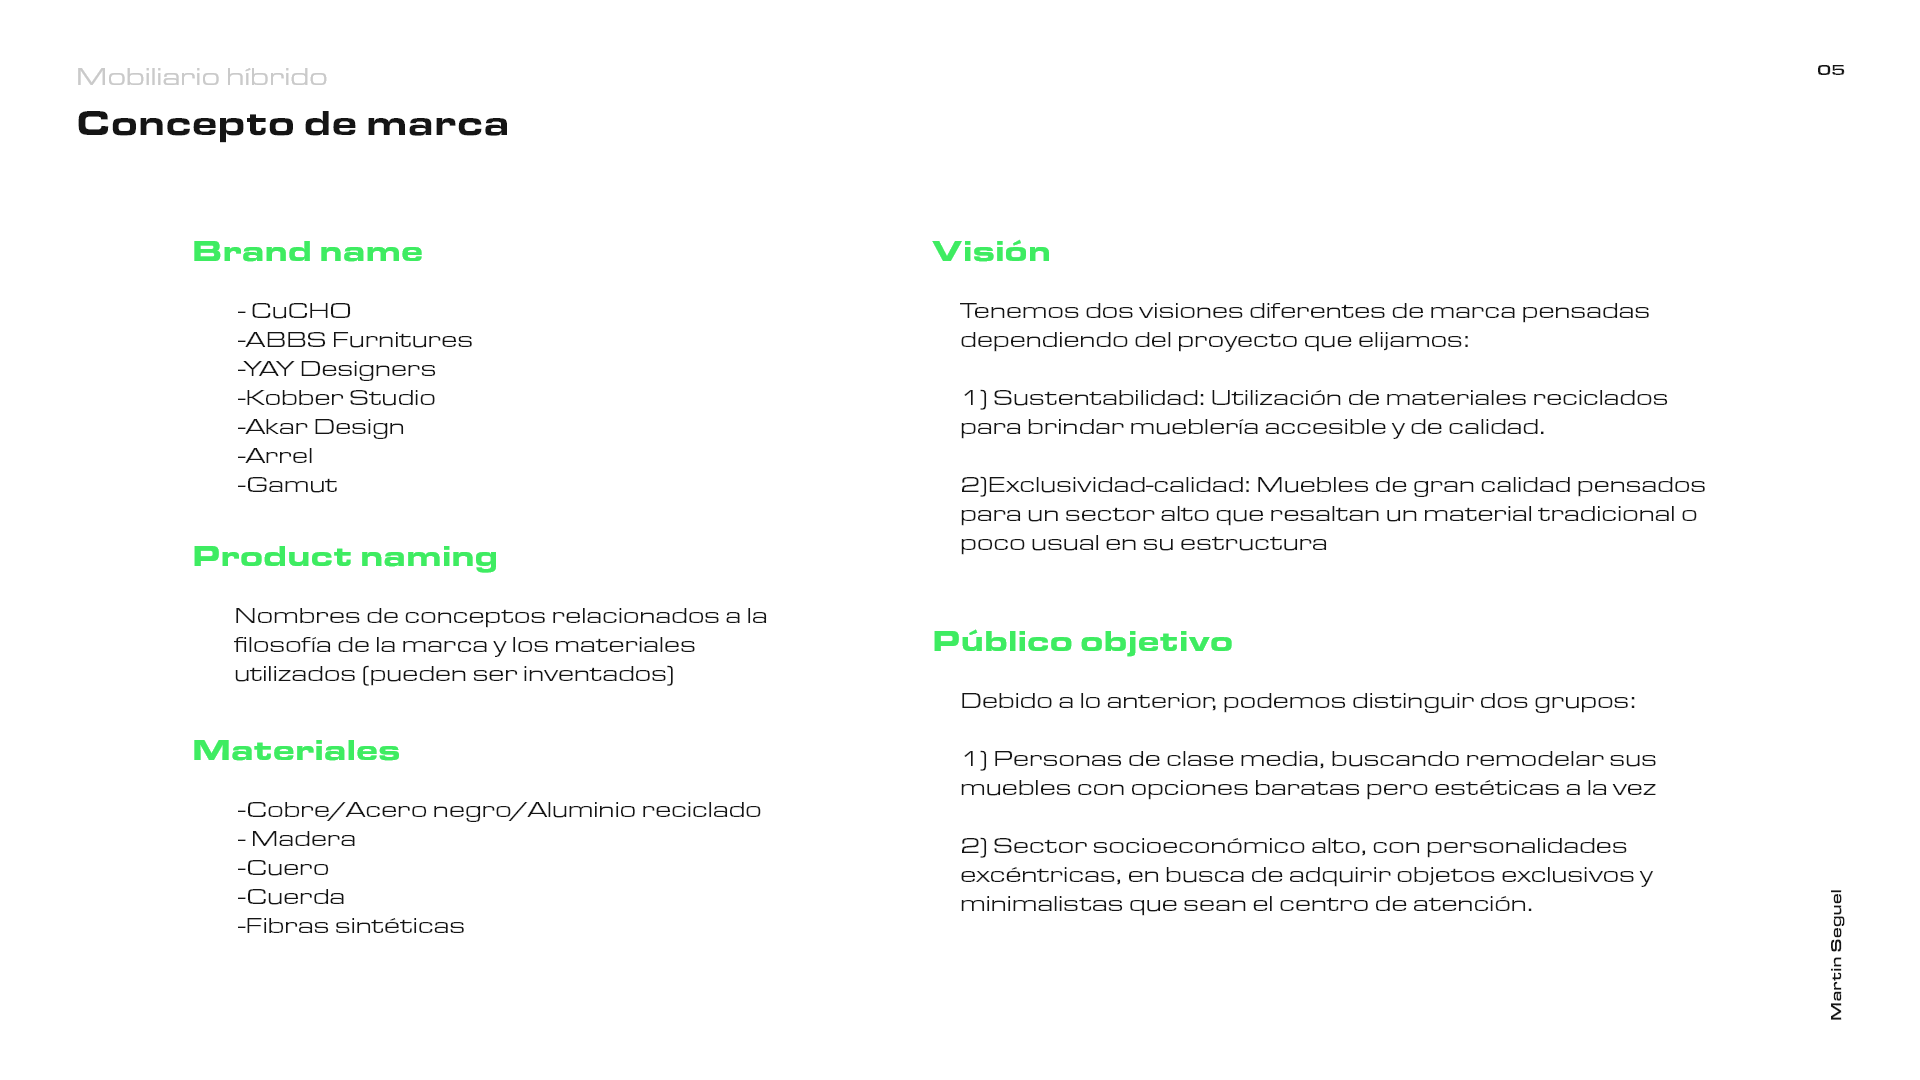 Mobiliario híbrido
05
Concepto de marca
Brand name
- CuCHO
-ABBS Furnitures
-YAY Designers
-Kobber Studio
-Akar Design
-Arrel
-Gamut
Product naming
Nombres de conceptos relacionados a la
filosofía de la marca y los materiales
utilizados (pueden ser inventados)
Materiales
-Cobre/Acero negro/Aluminio reciclado
- Madera
-Cuero
-Cuerda
-Fibras sintéticas
Visión
Tenemos dos visiones diferentes de marca pensadas
dependiendo del proyecto que elijamos:
1) Sustentabilidad: Utilización de materiales reciclados
para brindar mueblería accesible y de calidad.
2)Exclusividad-calidad: Muebles de gran calidad pensados
para un sector alto que resaltan un material tradicional o
poco usual en su estructura
Público objetivo
Debido a lo anterior, podemos distinguir dos grupos:
1) Personas de clase media, buscando remodelar sus
muebles con opciones baratas pero estéticas a la vez
2) Sector socioeconómico alto, con personalidades
excéntricas, en busca de adquirir objetos exclusivos y
minimalistas que sean el centro de atención.
Martin Seguel